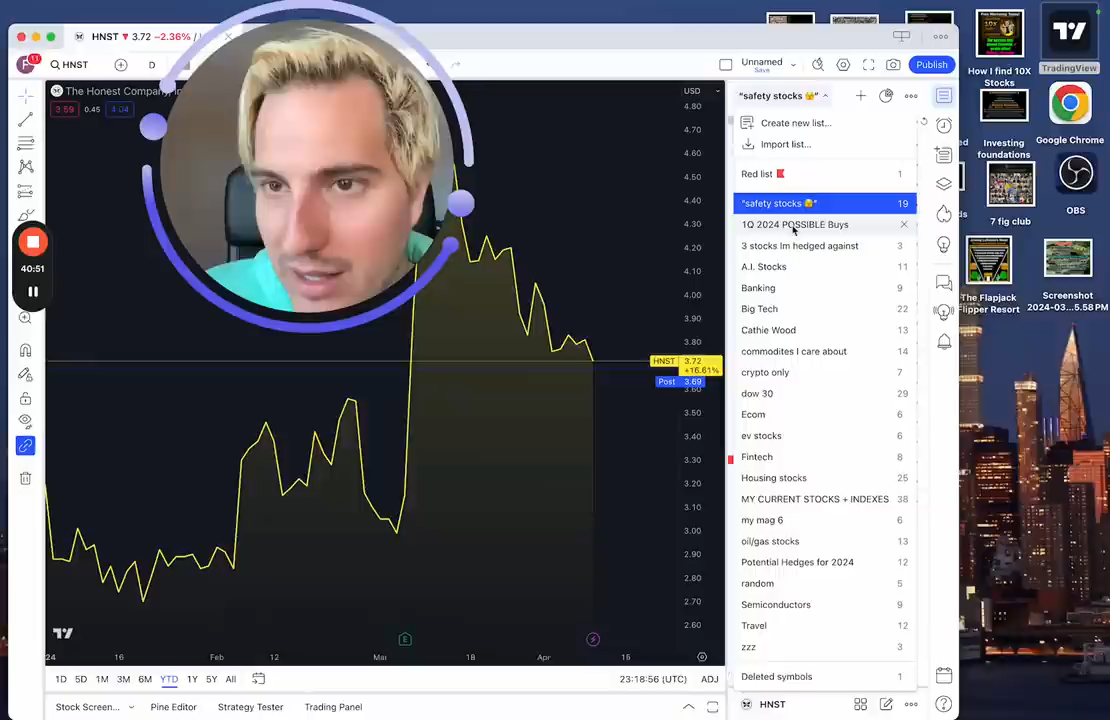 HNST ▼ 3.72 −2.36% /
HNST
D
Unnamed
Save
Publish
11
The Honest Company, In
3.59 0.45 4.04
USD
4.80
4.70
4.60
4.30
4.20
4.10
4.00
3.90
3.80
HNST 3.72
+16.61%
Post 3.69
3.60
3.50
3.40
3.30
3.20
3.10
3.00
2.90
2.80
2.70
2.60
24 16 Feb 12 Mar 18 Apr 15
E
1D 5D 1M 3M 6M YTD 1Y 5Y All
23:18:56 (UTC) ADJ
Stock Screen... Pine Editor Strategy Tester Trading Panel
40:51
"safety stocks 😉"
Create new list...
Import list...
Red list 1
"safety stocks 😉" 19
1Q 2024 POSSIBLE Buys
3 stocks Im hedged against 3
A.I. Stocks 11
Banking 9
Big Tech 22
Cathie Wood 13
commodites I care about 14
crypto only 7
dow 30 29
Ecom 6
ev stocks 6
Fintech 8
Housing stocks 25
MY CURRENT STOCKS + INDEXES 38
my mag 6 6
oil/gas stocks 13
Potential Hedges for 2024 12
random 5
Semiconductors 9
Travel 12
zzz 3
Deleted symbols 1
HNST
How I find 10X
Stocks
TradingView
Investing
foundations
Google Chrome
7 fig club
OBS
The Flapjack
Flipper Resort
Screenshot
2024-03...5.58 PM